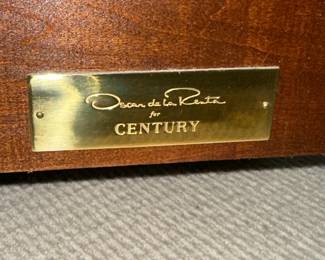 Oscar de la Renta
for
CENTURY